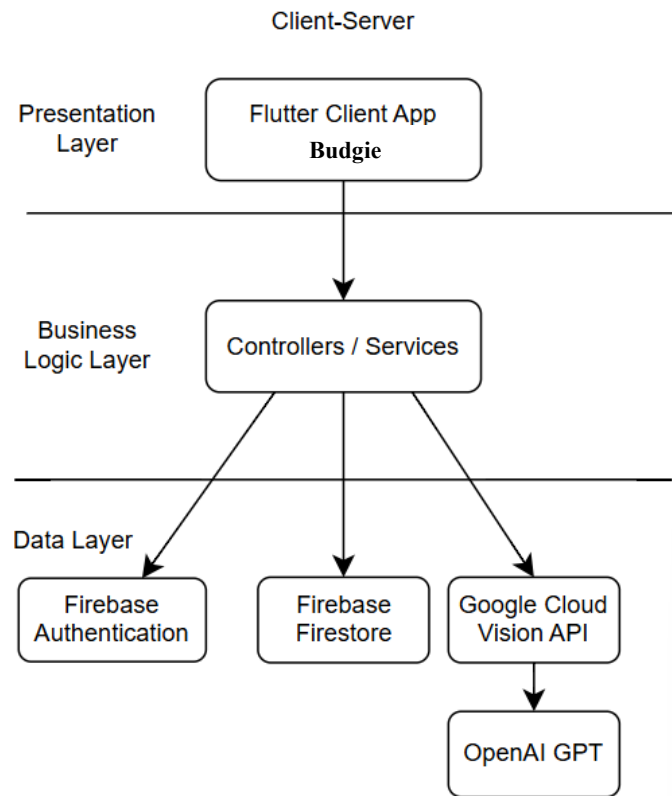 Client-Server
Presentation
Layer
Flutter Client App
Budgie
Business
Logic Layer
Controllers / Services
Data Layer
Firebase
Authentication
Firebase
Firestore
Google Cloud
Vision API
OpenAI GPT